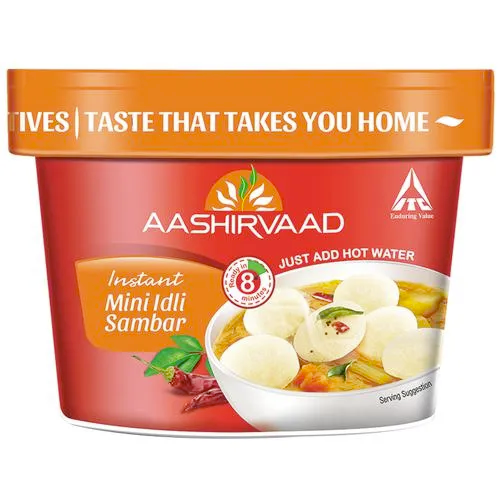 TIVES | TASTE THAT TAKES YOU HOME
AASHIRVAAD
ITC
Enduring Value
JUST ADD HOT WATER
Instant
Mini Idli
Sambar
Ready in
8
minutes
Serving Suggestion